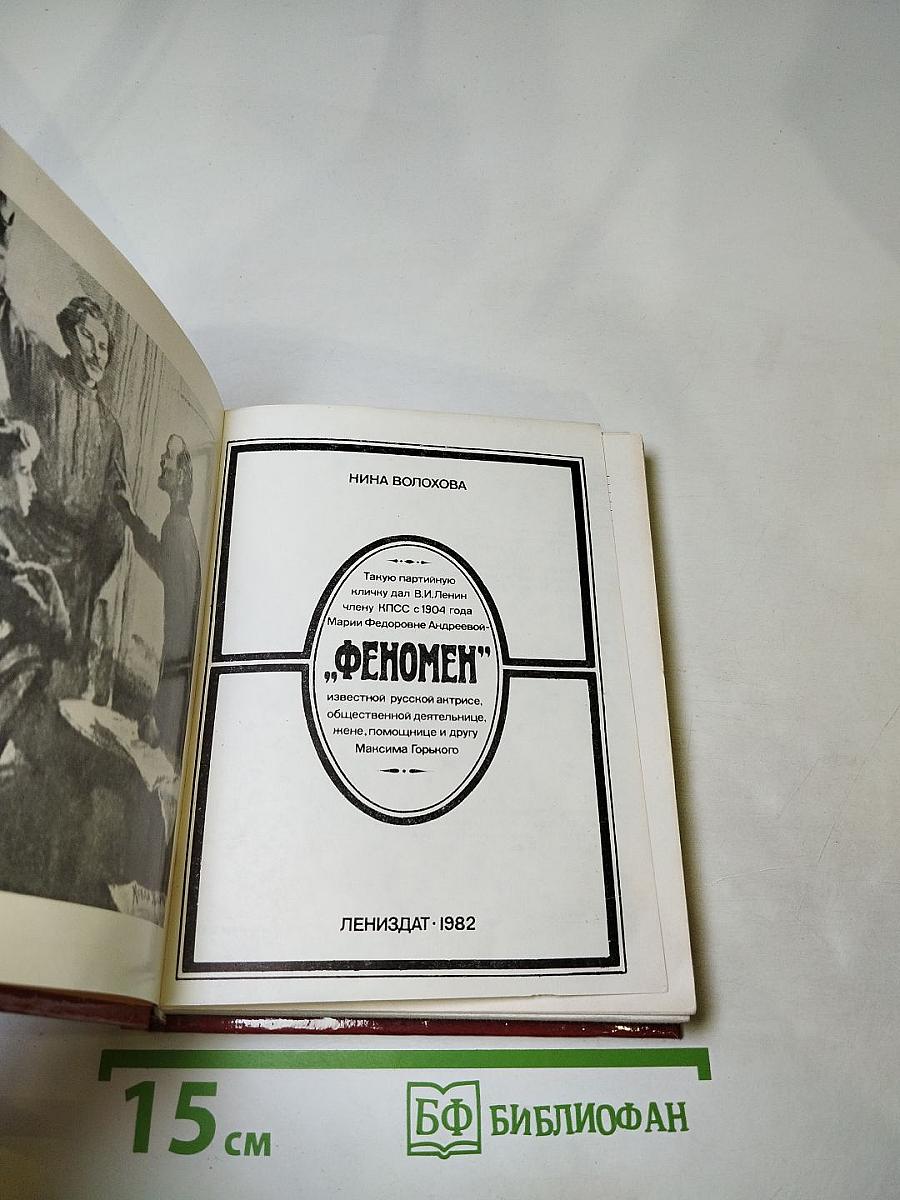 НИНА ВОЛОХОВА
Такую партийную
кличку дал В.И.Ленин
члену КПСС с 1904 года
Марии Федоровне Андреевой-
„ФЕНОМЕН”
известной русской актрисе,
общественной деятельнице,
жене, помощнице и другу
Максима Горького
ЛЕНИЗДАТ · 1982
15 см
БФ БИБЛИОФАН